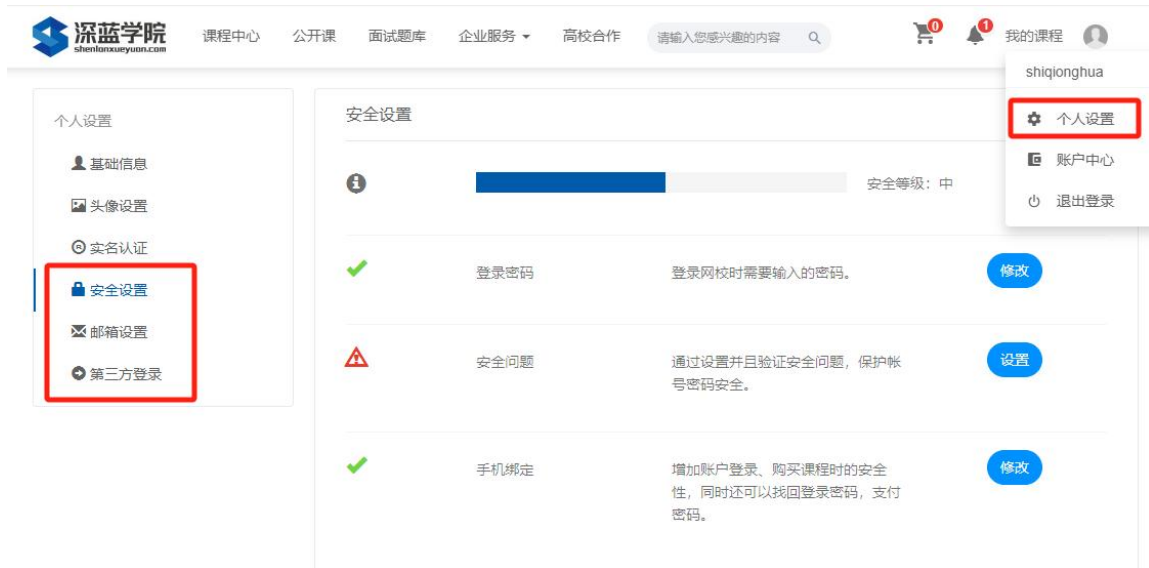 深蓝学院
shenlanxueyuan.com
课程中心 公开课 面试题库 企业服务 高校合作 请输入您感兴趣的内容 0 1 我的课程
shiqionghua
个人设置
账户中心
退出登录
个人设置
基础信息
头像设置
实名认证
安全设置
邮箱设置
第三方登录
安全设置
安全等级：中
登录密码 登录网校时需要输入的密码。 修改
安全问题 通过设置并且验证安全问题，保护帐 设置
号密码安全。
手机绑定 增加账户登录、购买课程时的安全 修改
性，同时还可以找回登录密码，支付
密码。